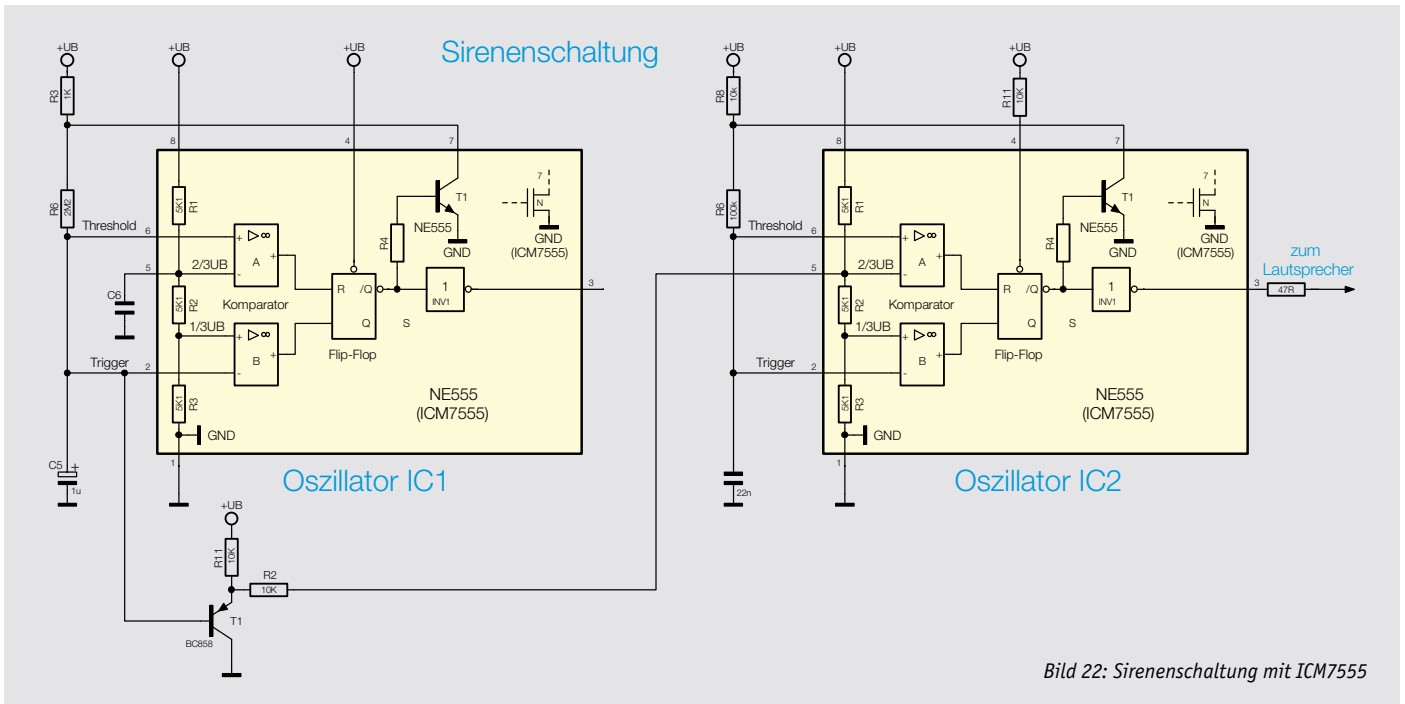 Sirenenschaltung
+UB
+UB
+UB
+UB
+UB
+UB
R3
1K
R8
10k
R11
10K
8
4
7
8
4
7
R6
2M2
5K1
R1
T1
NE555
GND
7
N
GND
(ICM7555)
R4
Threshold
6
+
-
▷∞
A
+
5
2/3UB
C6
5K1
R2
Komparator
R
/Q
Q
S
1
INV1
3
1/3UB
+
-
▷∞
B
+
Flip-Flop
Trigger
2
5K1
R3
NE555
(ICM7555)
GND
1
C5
+
1u
Oszillator IC1
R6
100k
5K1
R1
T1
NE555
GND
7
N
GND
(ICM7555)
R4
Threshold
6
+
-
▷∞
A
+
5
2/3UB
5K1
R2
Komparator
R
/Q
Q
S
1
INV1
3
zum
Lautsprecher
47R
1/3UB
+
-
▷∞
B
+
Flip-Flop
Trigger
2
5K1
R3
NE555
(ICM7555)
GND
1
22n
Oszillator IC2
+UB
R11
10K
R2
10K
T1
BC858
Bild 22: Sirenenschaltung mit ICM7555